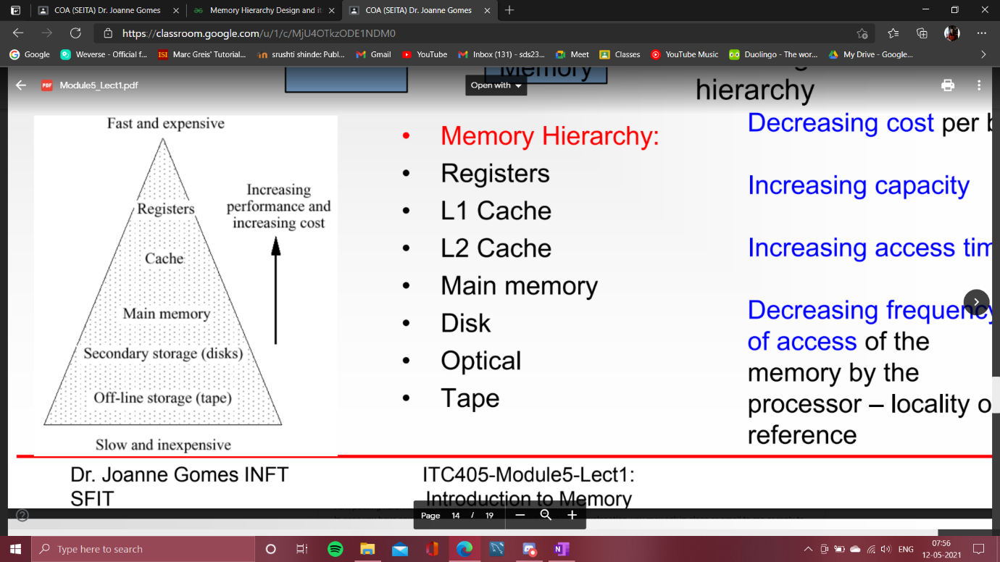 COA (SEITA) Dr. Joanne Gomes
Memory Hierarchy Design and it
COA (SEITA) Dr. Joanne Gomes
https://classroom.google.com/u/1/c/MjU4OTkzODE1NDM0
Google
Weverse - Official f...
ISI Marc Greis' Tutorial...
srushti shinde: Publ...
Gmail
YouTube
Inbox (131) - sds23...
Meet
Classes
YouTube Music
Duolingo - The wor...
My Drive - Google...
Memory
PDF Module5_Lect1.pdf
Open with
hierarchy
Fast and expensive
Registers
Cache
Main memory
Secondary storage (disks)
Off-line storage (tape)
Slow and inexpensive
Increasing
performance and
increasing cost
• Memory Hierarchy:
• Registers
• L1 Cache
• L2 Cache
• Main memory
• Disk
• Optical
• Tape
Decreasing cost per b
Increasing capacity
Increasing access tim
Decreasing frequency
of access of the
memory by the
processor – locality o
reference
Dr. Joanne Gomes INFT
SFIT
ITC405-Module5-Lect1:
Introduction to Memory
Page 14 / 19
Type here to search
ENG
07:56
12-05-2021